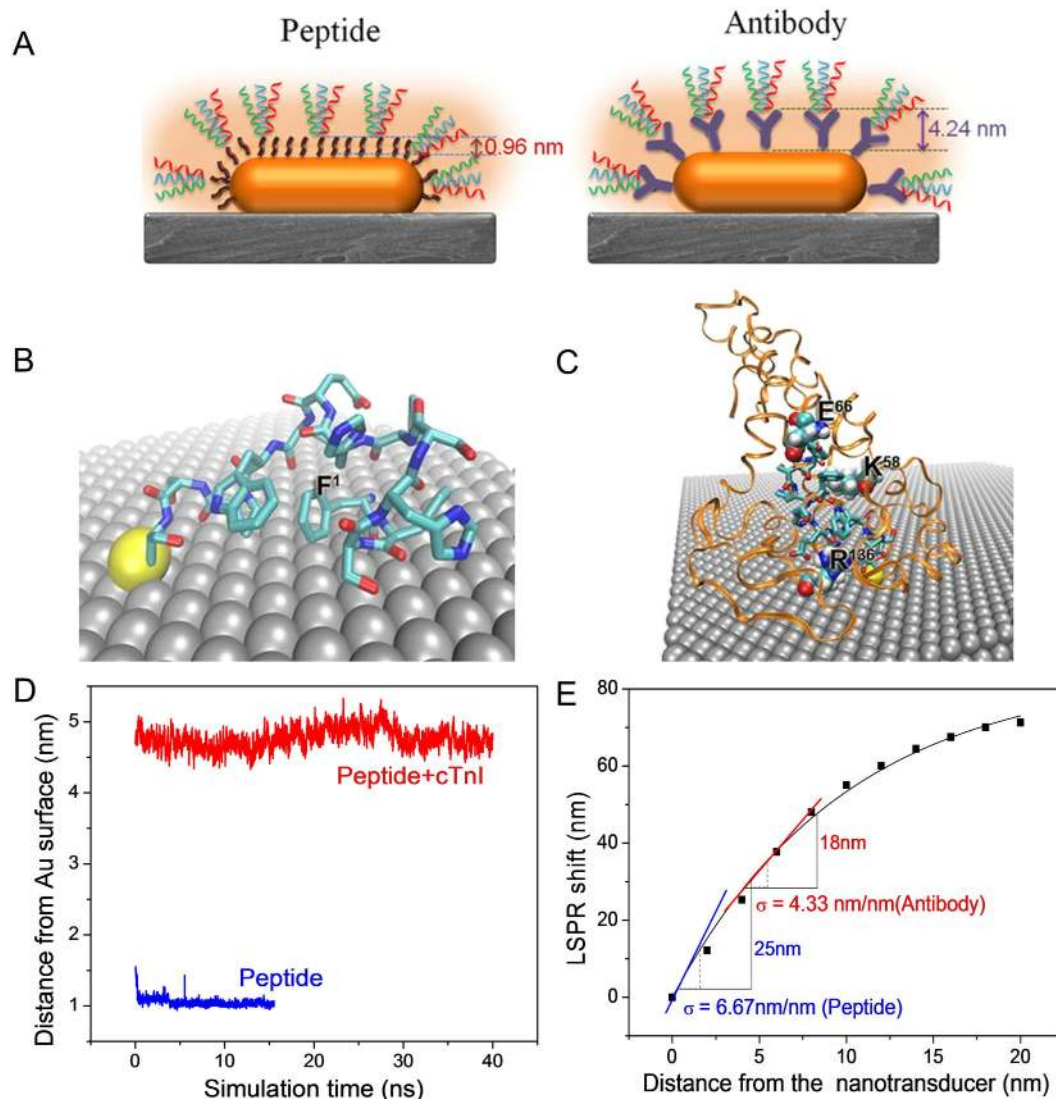 A
Peptide
Antibody
0.96 nm
4.24 nm
B
F1
C
E66
K58
R136
D
Distance from Au surface (nm)
5
4
3
2
1
Peptide+cTnI
Peptide
0 10 20 30 40
Simulation time (ns)
E
LSPR shift (nm)
80
60
40
20
0
18nm
σ = 4.33 nm/nm(Antibody)
25nm
σ = 6.67nm/nm (Peptide)
0 5 10 15 20
Distance from the nanotransducer (nm)